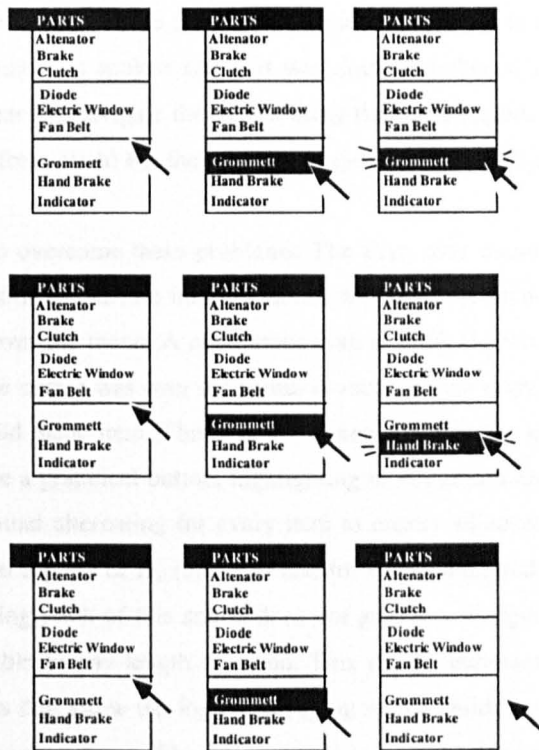 PARTS
Altenator
Brake
Clutch
Diode
Electric Window
Fan Belt
Grommett
Hand Brake
Indicator
PARTS
Altenator
Brake
Clutch
Diode
Electric Window
Fan Belt
Grommett
Hand Brake
Indicator
PARTS
Altenator
Brake
Clutch
Diode
Electric Window
Fan Belt
Grommett
Hand Brake
Indicator
PARTS
Altenator
Brake
Clutch
Diode
Electric Window
Fan Belt
Grommett
Hand Brake
Indicator
PARTS
Altenator
Brake
Clutch
Diode
Electric Window
Fan Belt
Grommett
Hand Brake
Indicator
PARTS
Altenator
Brake
Clutch
Diode
Electric Window
Fan Belt
Grommett
Hand Brake
Indicator
PARTS
Altenator
Brake
Clutch
Diode
Electric Window
Fan Belt
Grommett
Hand Brake
Indicator
PARTS
Altenator
Brake
Clutch
Diode
Electric Window
Fan Belt
Grommett
Hand Brake
Indicator
PARTS
Altenator
Brake
Clutch
Diode
Electric Window
Fan Belt
Grommett
Hand Brake
Indicator